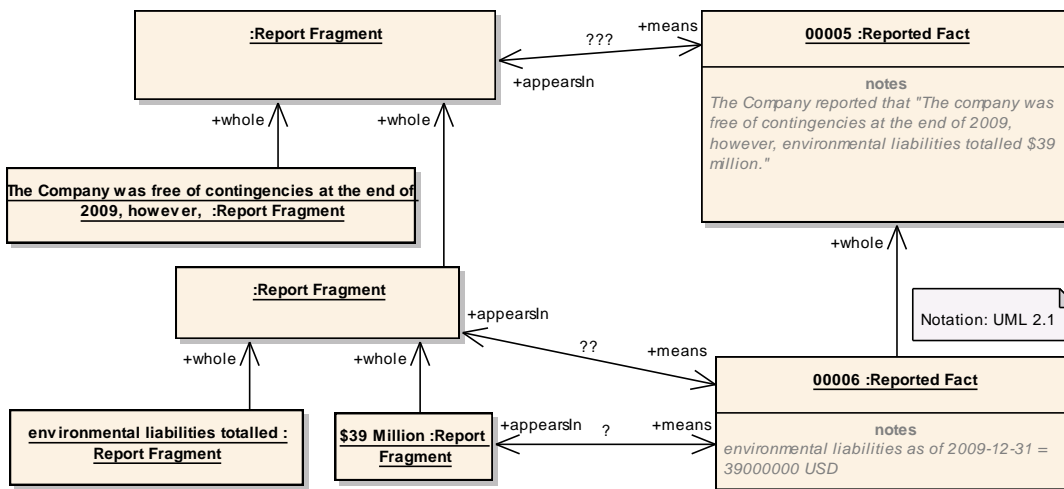 :Report Fragment
+means
???
+appearsIn
00005 :Reported Fact
notes
The Company reported that "The company was
free of contingencies at the end of 2009,
however, environmental liabilities totalled $39
million."
+whole
+whole
The Company was free of contingencies at the end of
2009, however, :Report Fragment
+whole
:Report Fragment
+appearsIn
Notation: UML 2.1
??
+means
+whole
+whole
00006 :Reported Fact
environmental liabilities totalled :
Report Fragment
$39 Million :Report
Fragment
+appearsIn
?
+means
notes
environmental liabilities as of 2009-12-31 =
39000000 USD